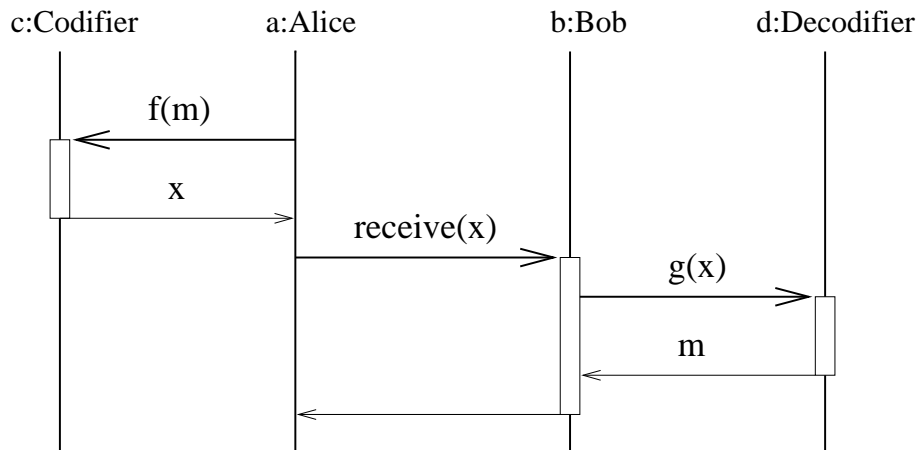 c:Codifier a:Alice b:Bob d:Decodifier
f(m)
x
receive(x)
g(x)
m